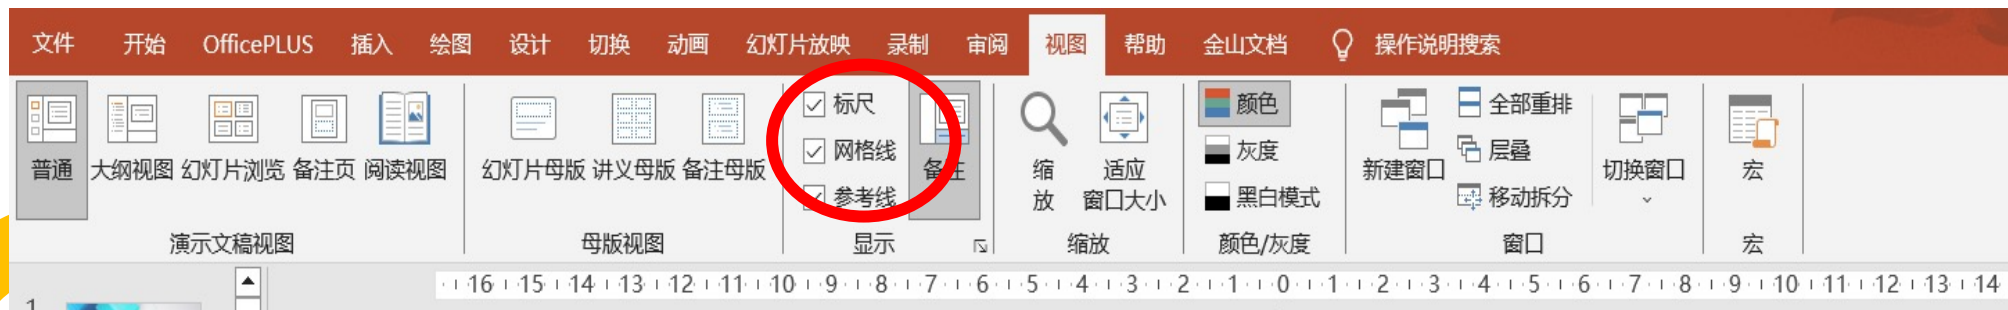 文件 开始 OfficePLUS 插入 绘图 设计 切换 动画 幻灯片放映 录制 审阅 视图 帮助 金山文档 操作说明搜索
普通 大纲视图 幻灯片浏览 备注页 阅读视图
演示文稿视图
幻灯片母版 讲义母版 备注母版
母版视图
标尺
网格线
参考线
备注
显示
缩放
适应
窗口大小
缩放
颜色
灰度
黑白模式
颜色/灰度
新建窗口
全部重排
层叠
移动拆分
切换窗口
窗口
宏
宏
16 15 14 13 12 11 10 9 8 7 6 5 4 3 2 1 0 1 2 3 4 5 6 7 8 9 10 11 12 13 14
1